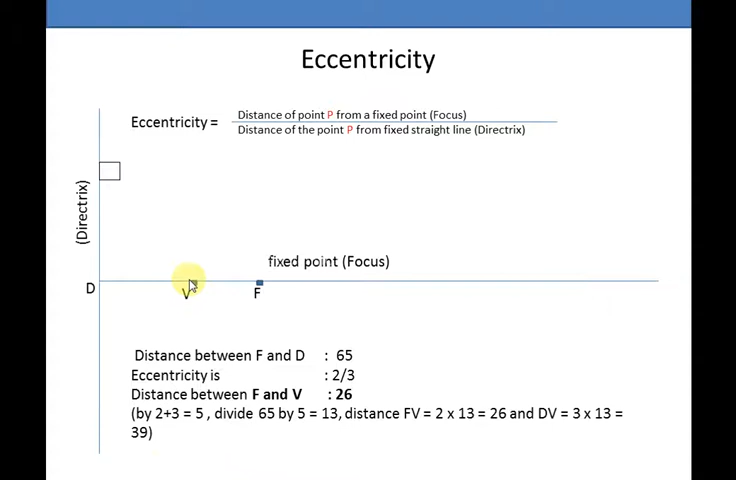 Eccentricity
Eccentricity =
Distance of point P from a fixed point (Focus)
Distance of the point P from fixed straight line (Directrix)
(Directrix)
fixed point (Focus)
D
V
F
Distance between F and D : 65
Eccentricity is : 2/3
Distance between F and V : 26
(by 2+3 = 5 , divide 65 by 5 = 13, distance FV = 2 x 13 = 26 and DV = 3 x 13 =
39)